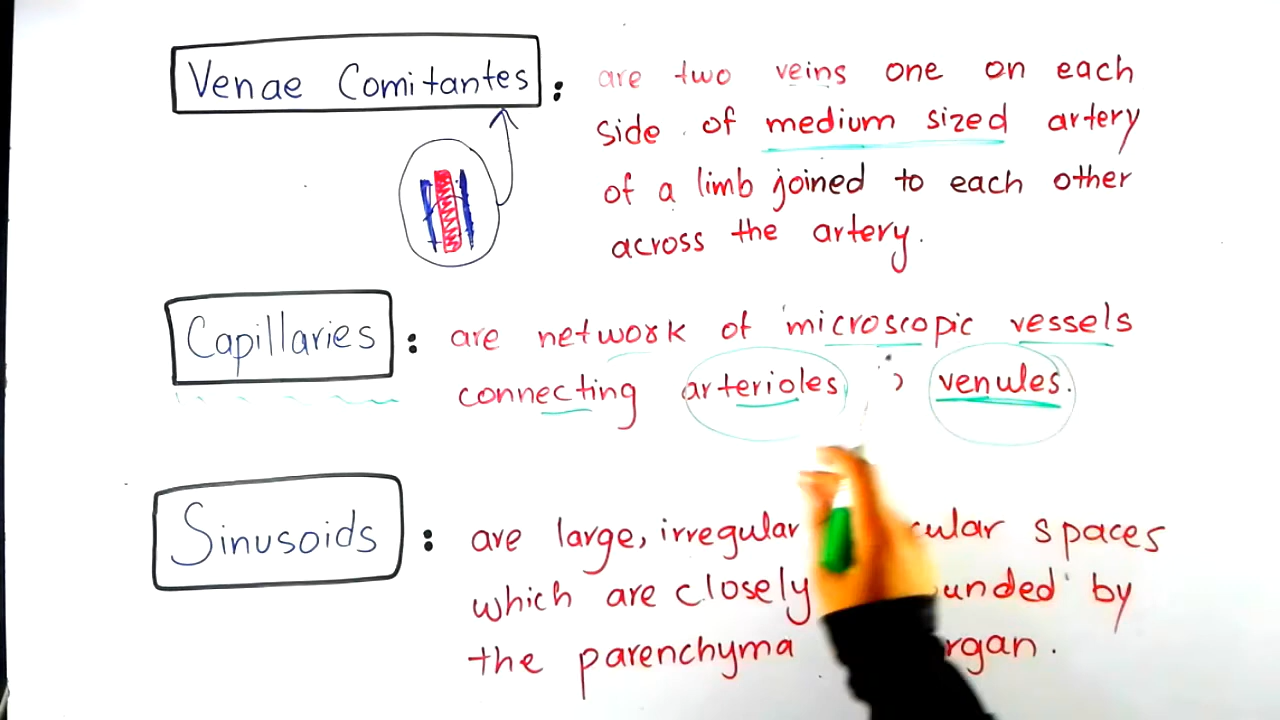 Venae Comitantes : are two veins one on each
side of medium sized artery
of a limb joined to each other
across the artery.
Capillaries : are network of microscopic vessels
connecting arterioles ; venules.
Sinusoids : are large, irregular spaces
which are closely by
the parenchyma